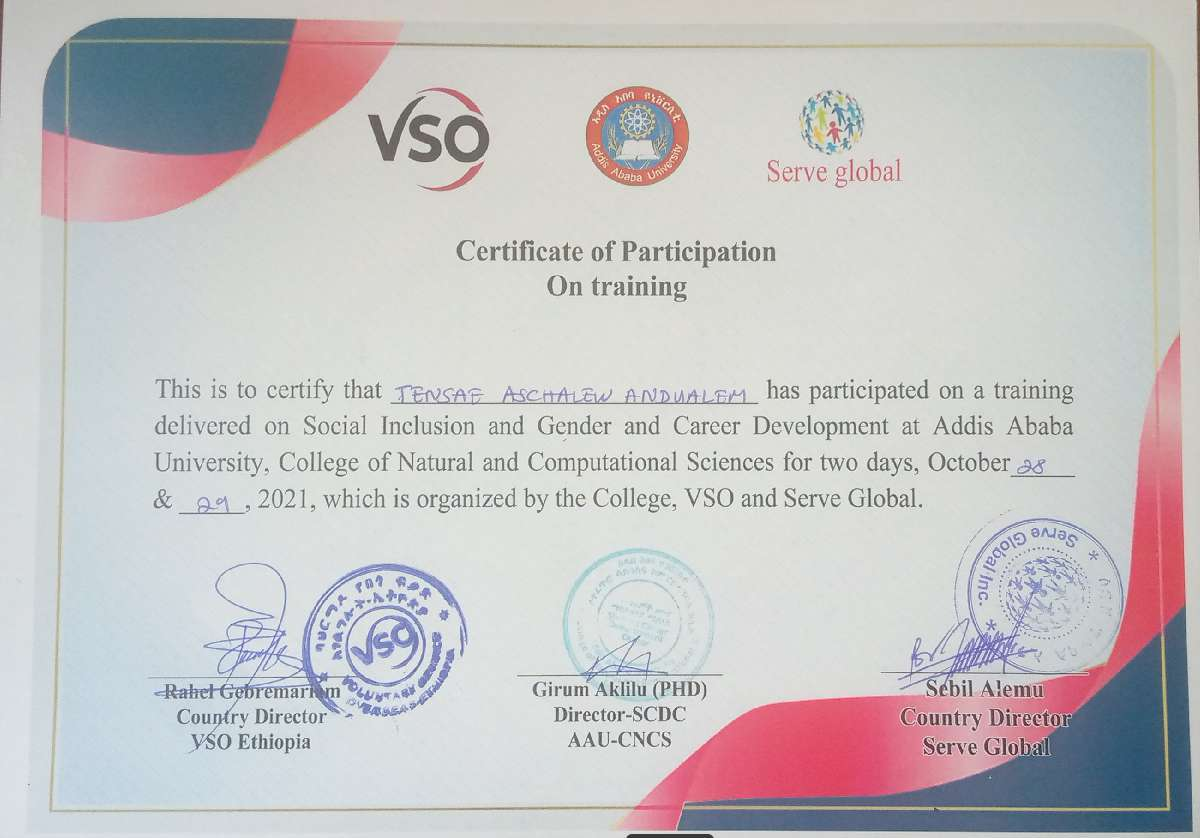 VSO
አዲስ አበባ ዩኒቨርሲቲ
Addis Ababa University
Serve global
Certificate of Participation
On training
This is to certify that TENSAE ASCHALEW ANDUALEM has participated on a training
delivered on Social Inclusion and Gender and Career Development at Addis Ababa
University, College of Natural and Computational Sciences for two days, October 28
& 29, 2021, which is organized by the College, VSO and Serve Global.
VSO
VOLUNTARY SERVICE
OVERSEAS-ETHIOPIA
Serve Global Inc.
Rahel Gebremariam
Country Director
VSO Ethiopia
Girum Aklilu (PHD)
Director-SCDC
AAU-CNCS
Sebil Alemu
Country Director
Serve Global